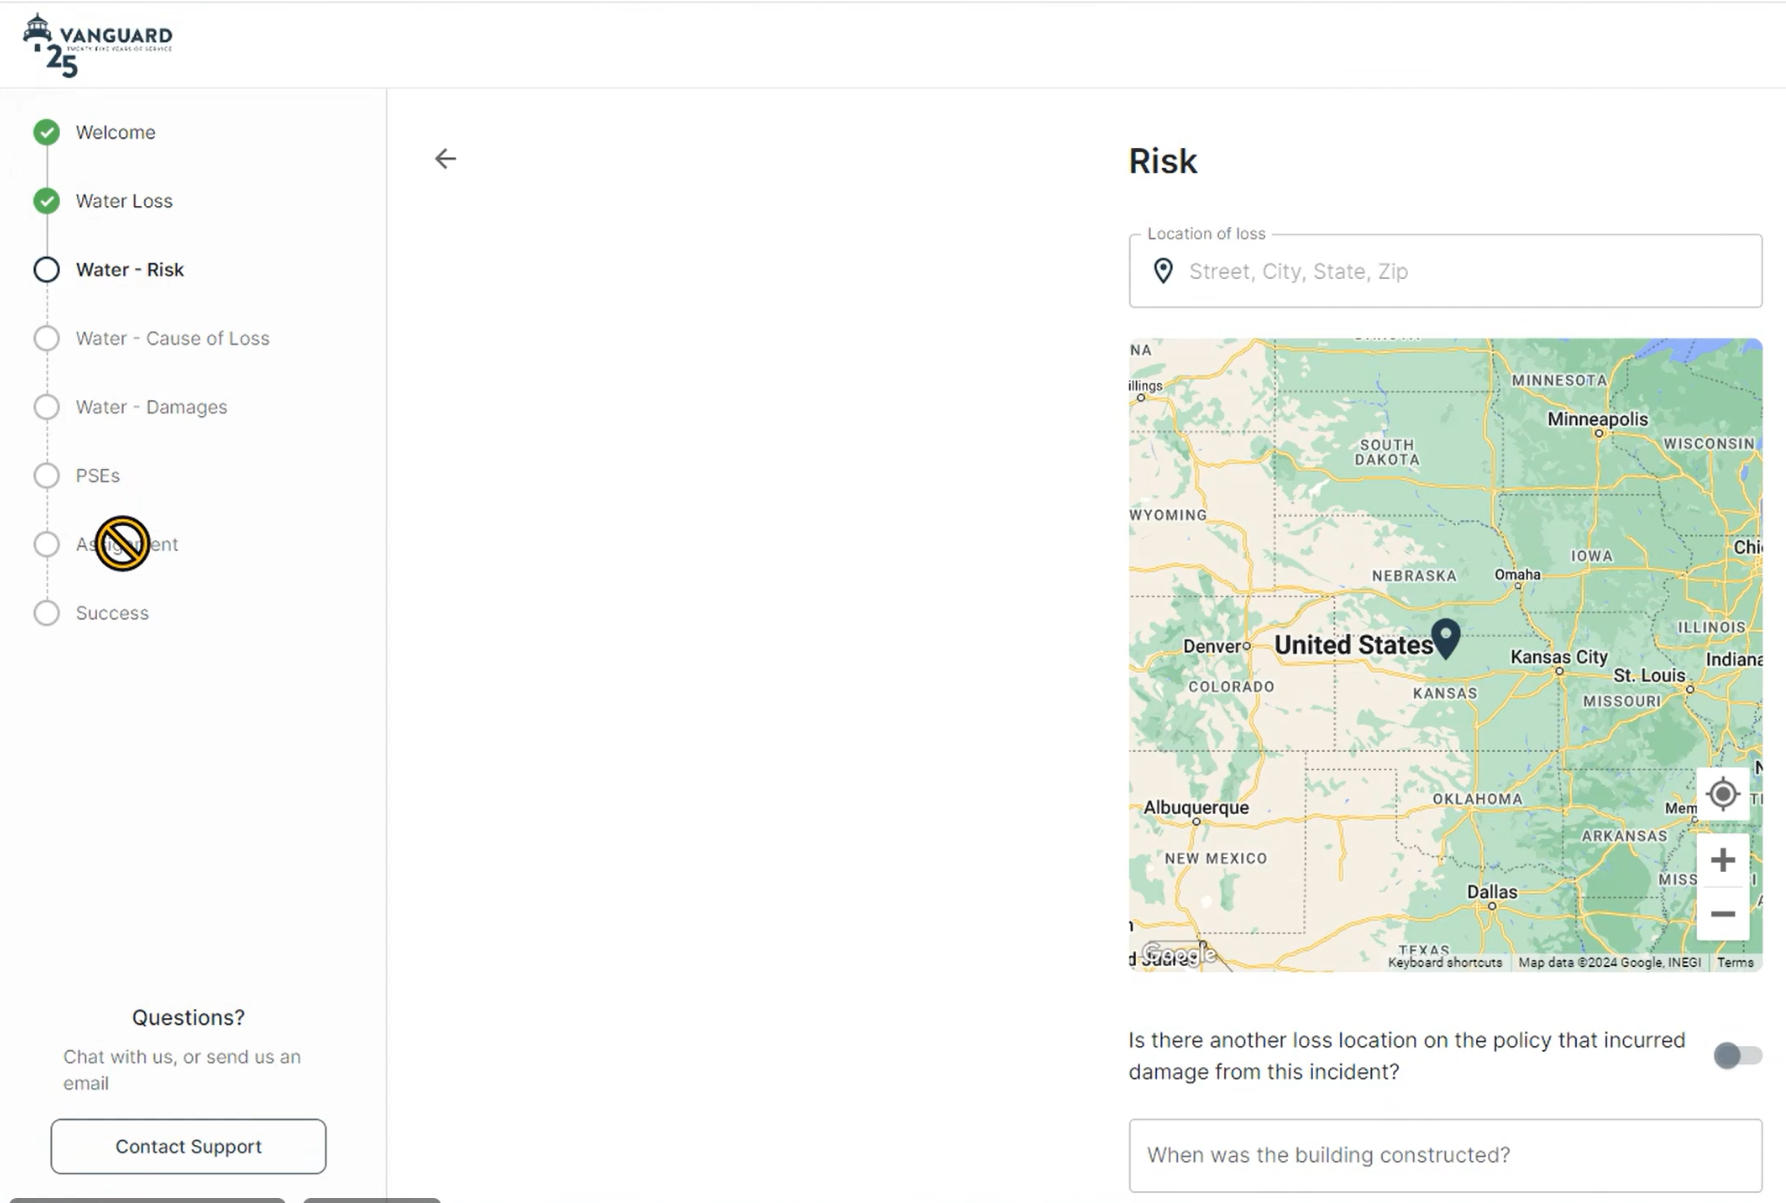 VANGUARD
TWENTY FIVE YEARS OF SERVICE
25
Welcome
Water Loss
Water - Risk
Water - Cause of Loss
Water - Damages
PSEs
Success
Questions?
Chat with us, or send us an
email
Contact Support
Risk
Location of loss
Street, City, State, Zip
NA
illings
MINNESOTA
Minneapolis
SOUTH
DAKOTA
WISCONSIN
WYOMING
IOWA
Chi
NEBRASKA
Omaha
ILLINOIS
Denver
United States
Kansas City
Indiana
St. Louis
COLORADO
KANSAS
MISSOURI
Albuquerque
OKLAHOMA
Mem
ARKANSAS
NEW MEXICO
MISS
Dallas
TEXAS
Google
Keyboard shortcuts
Map data ©2024 Google, INEGI
Terms
Is there another loss location on the policy that incurred
damage from this incident?
When was the building constructed?